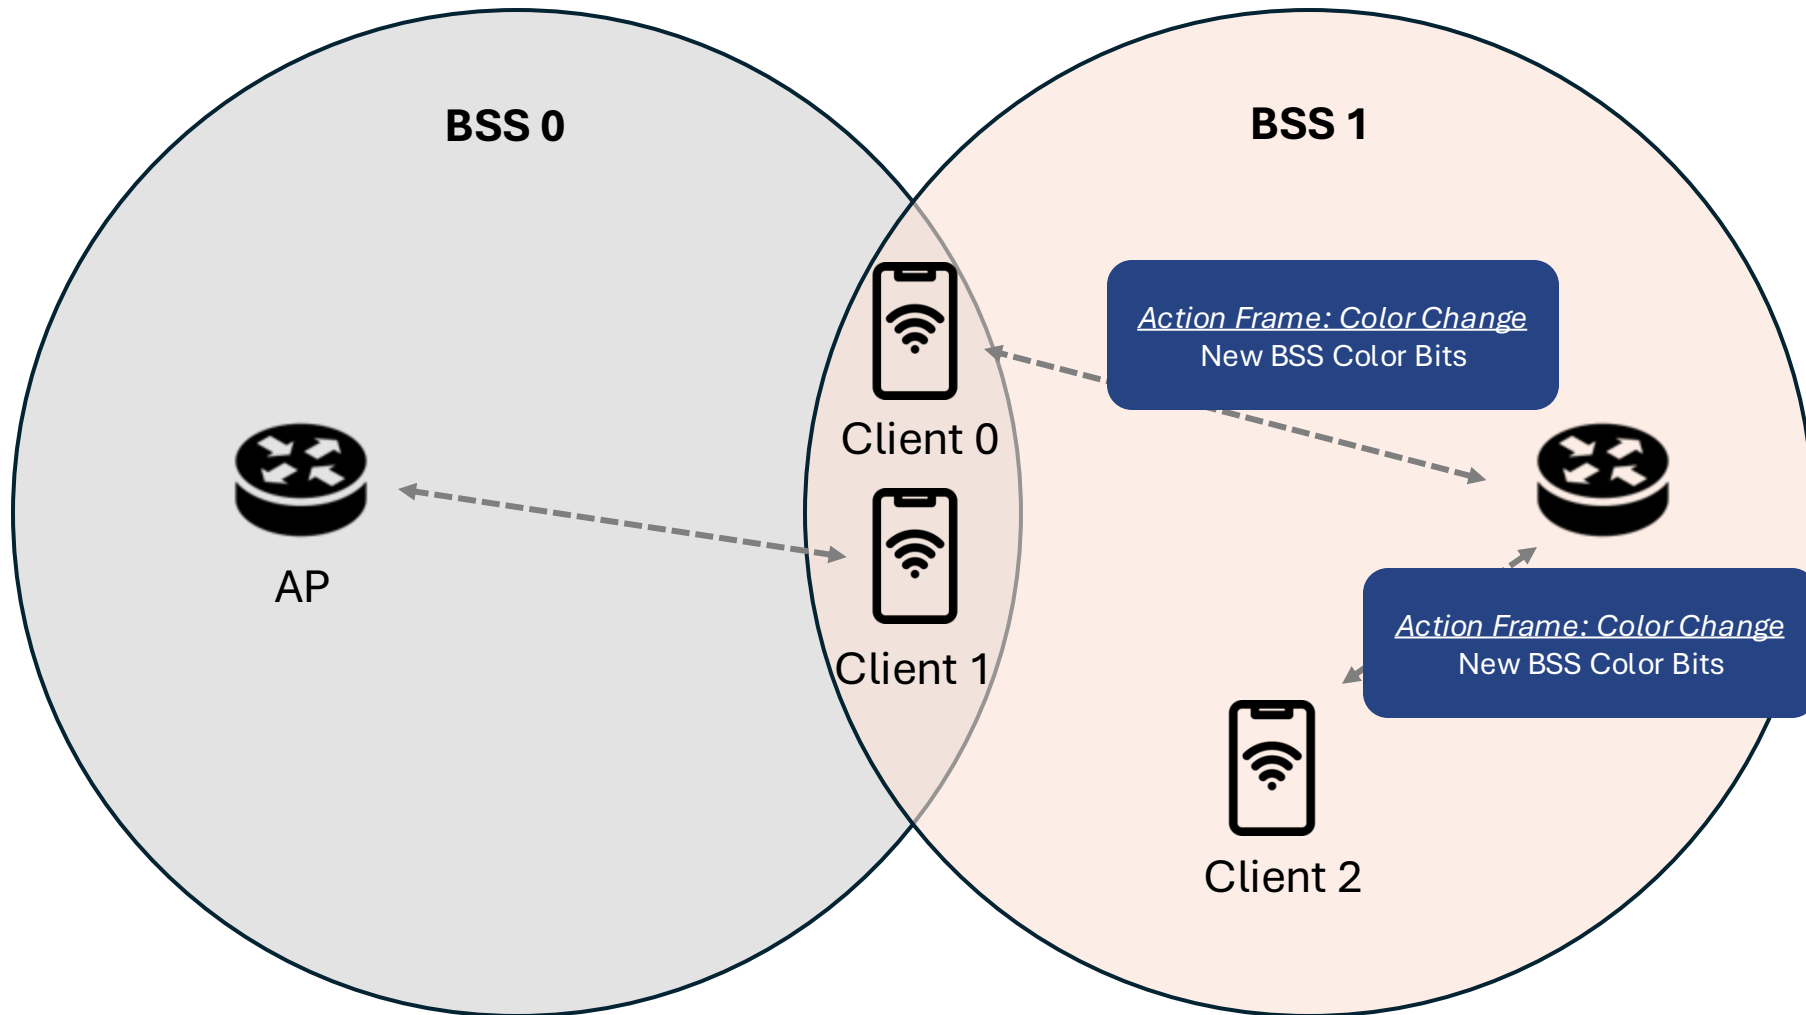 BSS 0
BSS 1
Action Frame: Color Change
New BSS Color Bits
Client 0
AP
Client 1
Action Frame: Color Change
New BSS Color Bits
Client 2